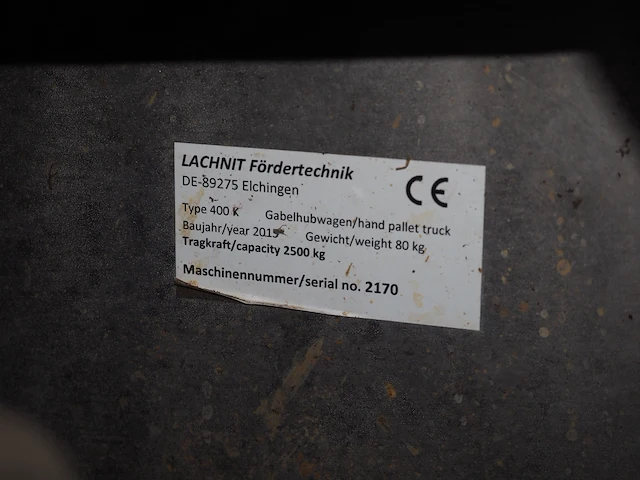 LACHNIT Fördertechnik
DE-89275 Elchingen
CE
Type 400 K Gabelhubwagen/hand pallet truck
Baujahr/year 2015 Gewicht/weight 80 kg
Tragkraft/capacity 2500 kg
Maschinennummer/serial no. 2170